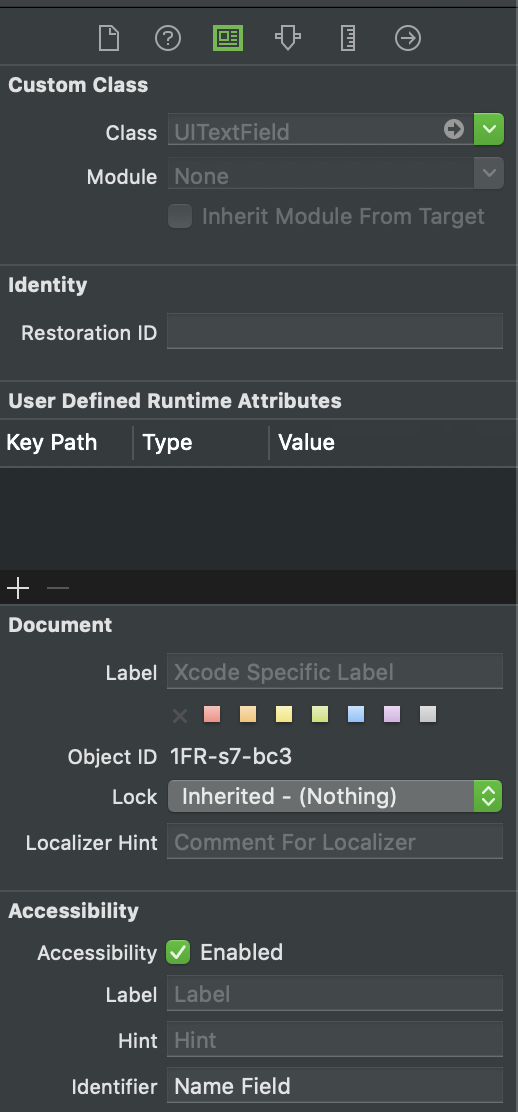 Custom Class
Class UITextField
Module None
Inherit Module From Target
Identity
Restoration ID
User Defined Runtime Attributes
Key Path Type Value
Document
Label Xcode Specific Label
Object ID 1FR-s7-bc3
Lock Inherited - (Nothing)
Localizer Hint Comment For Localizer
Accessibility
Accessibility Enabled
Label Label
Hint Hint
Identifier Name Field